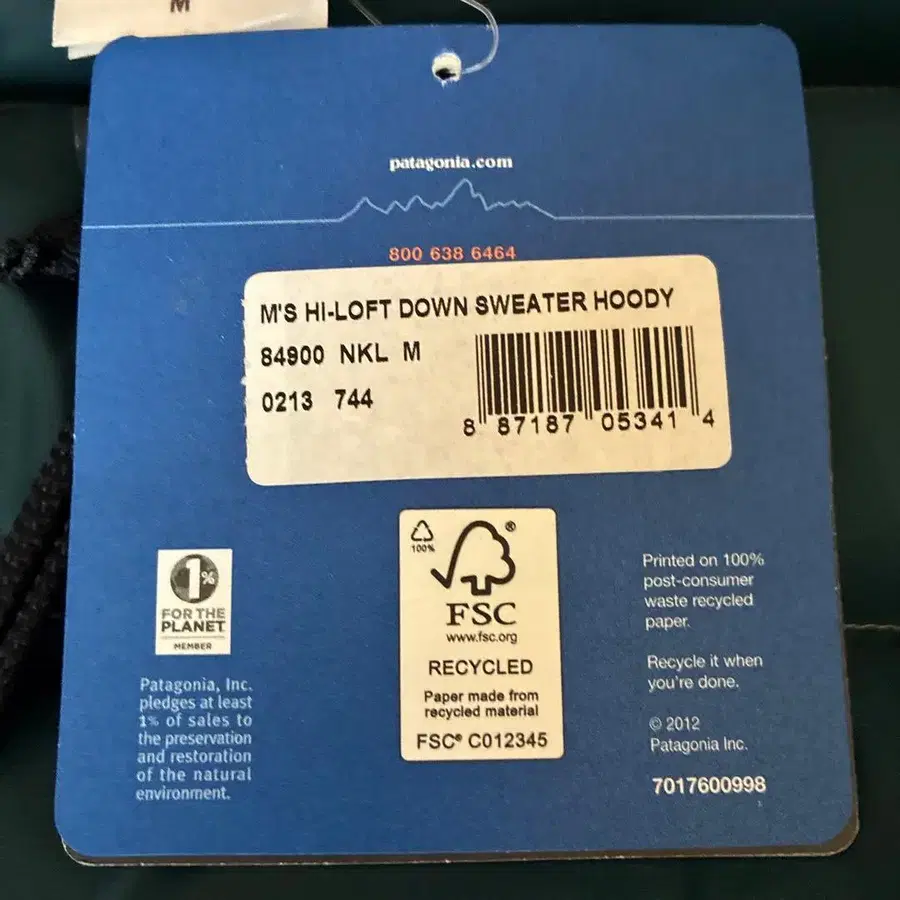 M
patagonia.com
800 638 6464
M'S HI-LOFT DOWN SWEATER HOODY
84900 NKL M
0213 744
8 87187 05341 4
1%
FOR THE
PLANET
MEMBER
Patagonia, Inc.
pledges at least
1% of sales to
the preservation
and restoration
of the natural
environment.
100%
®
FSC
www.fsc.org
RECYCLED
Paper made from
recycled material
FSC® C012345
Printed on 100%
post-consumer
waste recycled
paper.
Recycle it when
you're done.
© 2012
Patagonia Inc.
7017600998